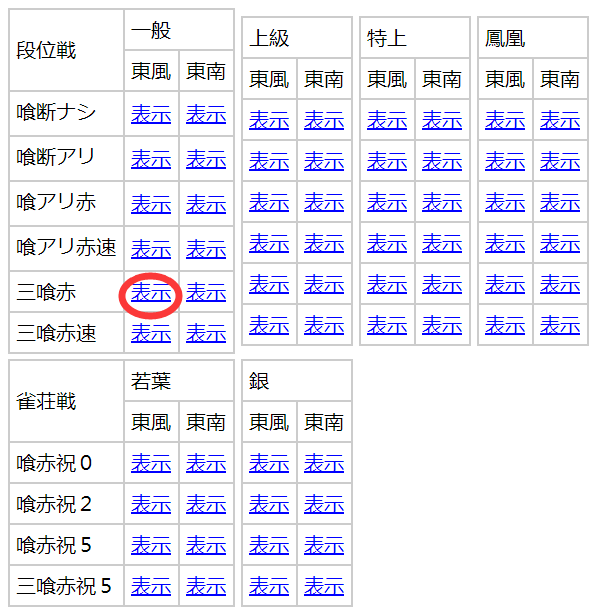 段位戦 一般 上級 特上 鳳凰
東風 東南 東風 東南 東風 東南 東風 東南
喰断ナシ 表示 表示 表示 表示 表示 表示 表示 表示
喰断アリ 表示 表示 表示 表示 表示 表示 表示 表示
喰アリ赤 表示 表示 表示 表示 表示 表示 表示 表示
喰アリ赤速 表示 表示 表示 表示 表示 表示 表示 表示
三喰赤 表示 表示 表示 表示 表示 表示 表示 表示
三喰赤速 表示 表示 表示 表示 表示 表示 表示 表示
雀荘戦 若葉 銀
東風 東南 東風 東南
喰赤祝0 表示 表示 表示 表示
喰赤祝2 表示 表示 表示 表示
喰赤祝5 表示 表示 表示 表示
三喰赤祝5 表示 表示 表示 表示